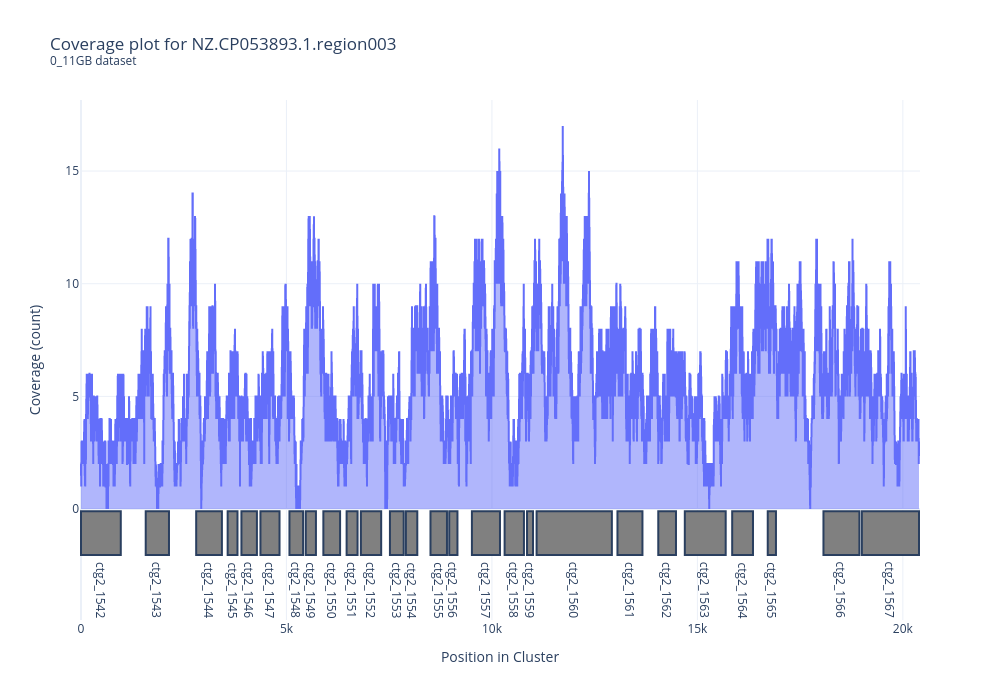 Coverage plot for NZ.CP053893.1.region003
0_11GB dataset
Coverage (count)
15
10
5
0
ctg2_1542
ctg2_1543
ctg2_1544
ctg2_1545
ctg2_1546
ctg2_1547
ctg2_1548
ctg2_1549
ctg2_1550
ctg2_1551
ctg2_1552
ctg2_1553
ctg2_1554
ctg2_1555
ctg2_1556
ctg2_1557
ctg2_1558
ctg2_1559
ctg2_1560
ctg2_1561
ctg2_1562
ctg2_1563
ctg2_1564
ctg2_1565
ctg2_1566
ctg2_1567
0 5k 10k 15k 20k
Position in Cluster